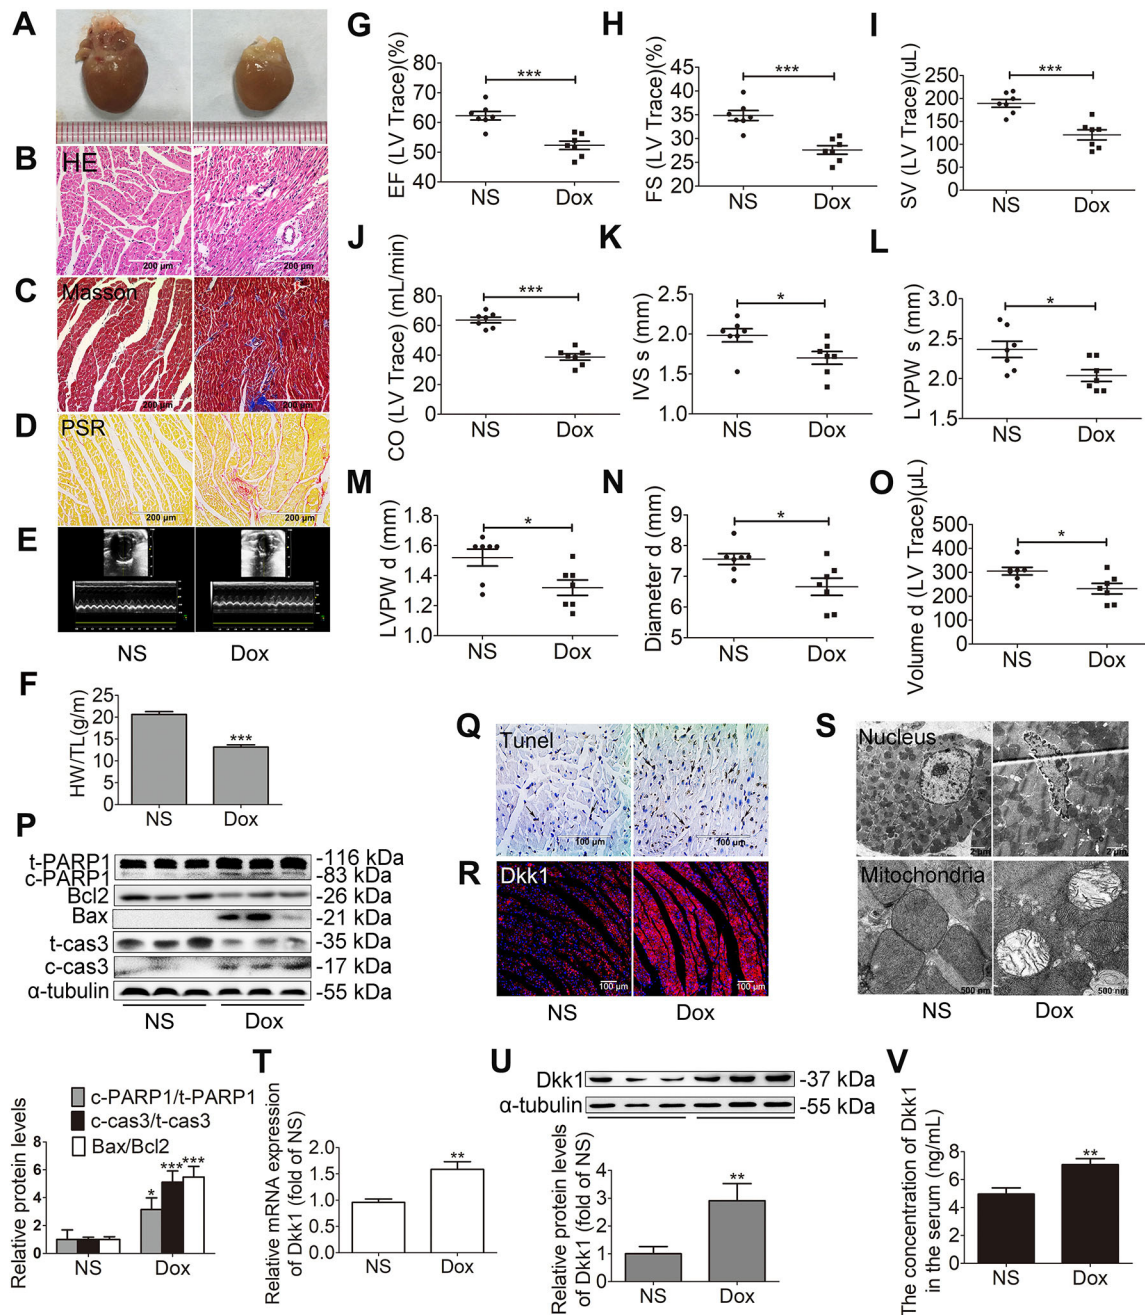 A
B
HE
200 μm
200 μm
C
Masson
200 μm
200 μm
D
PSR
200 μm
200 μm
E
NS
Dox
F
HW/TL(g/m)
25
20
15
10
5
0
***
NS
Dox
G
EF (LV Trace)(%)
80
70
60
50
40
***
NS
Dox
H
FS (LV Trace)(%)
45
40
35
30
25
20
***
NS
Dox
I
SV (LV Trace)(uL)
250
200
150
100
50
0
***
NS
Dox
J
CO (LV Trace) (mL/min)
80
60
40
20
0
***
NS
Dox
K
IVS s (mm)
2.5
2.0
1.5
1.0
*
NS
Dox
L
LVPW s (mm)
3.0
2.5
2.0
1.5
*
NS
Dox
M
LVPW d (mm)
1.8
1.6
1.4
1.2
1.0
*
NS
Dox
N
Diameter d (mm)
9
8
7
6
5
*
NS
Dox
O
Volume d (LV Trace)(μL)
500
400
300
200
100
0
*
NS
Dox
P
t-PARP1
-116 kDa
c-PARP1
-83 kDa
Bcl2
-26 kDa
Bax
-21 kDa
t-cas3
-35 kDa
c-cas3
-17 kDa
α-tubulin
-55 kDa
NS
Dox
c-PARP1/t-PARP1
c-cas3/t-cas3
Bax/Bcl2
Relative protein levels
8
6
4
2
0
*
***
***
NS
Dox
Q
Tunel
100 μm
100 μm
R
Dkk1
100 μm
100 μm
NS
Dox
S
Nucleus
2 μm
2 μm
Mitochondria
500 nm
500 nm
NS
Dox
T
Relative mRNA expression
of Dkk1 (fold of NS)
2.0
1.5
1.0
0.5
0.0
**
NS
Dox
U
Dkk1
-37 kDa
α-tubulin
-55 kDa
Relative protein levels
of Dkk1 (fold of NS)
4
3
2
1
0
**
NS
Dox
V
The concentration of Dkk1
in the serum (ng/mL)
8
6
4
2
0
**
NS
Dox